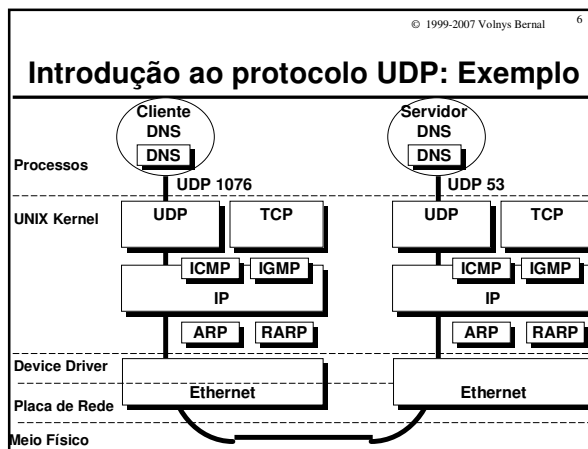 © 1999-2007 Volnys Bernal 6
Introdução ao protocolo UDP: Exemplo
Cliente
DNS
DNS
Servidor
DNS
DNS
Processos
UDP 1076
UDP 53
UNIX Kernel
UDP
TCP
UDP
TCP
ICMP
IGMP
ICMP
IGMP
IP
IP
ARP
RARP
ARP
RARP
Device Driver
Ethernet
Ethernet
Placa de Rede
Meio Físico